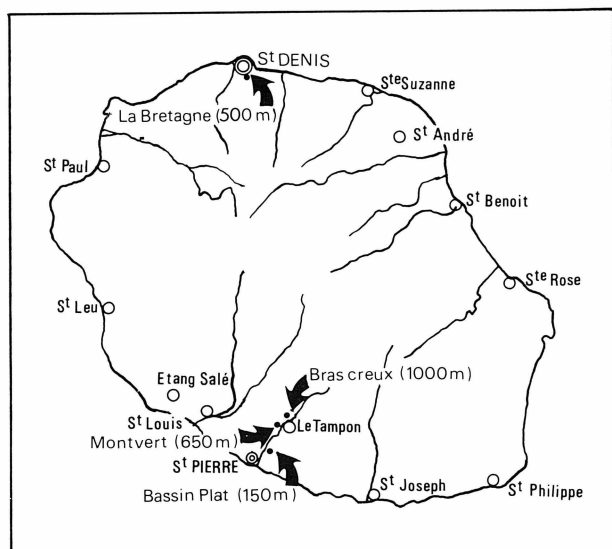 St DENIS
Ste Suzanne
La Bretagne (500 m)
St André
St Paul
St Benoit
Ste Rose
St Leu
Bras creux (1000 m)
Etang Salé
St Louis
Le Tampon
Montvert (650 m)
St PIERRE
Bassin Plat (150 m)
St Joseph
St Philippe